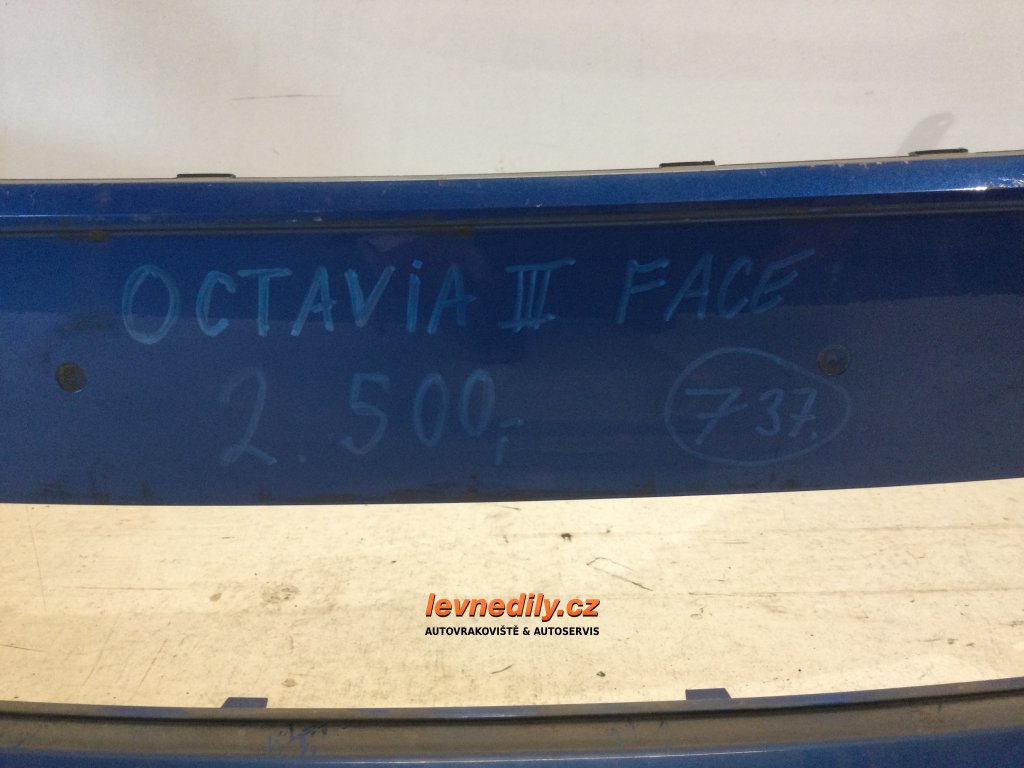 OCTAViA III FACE
2.500,- 737.
levnedily.cz
AUTOVRAKOVIŠTĚ & AUTOSERVIS